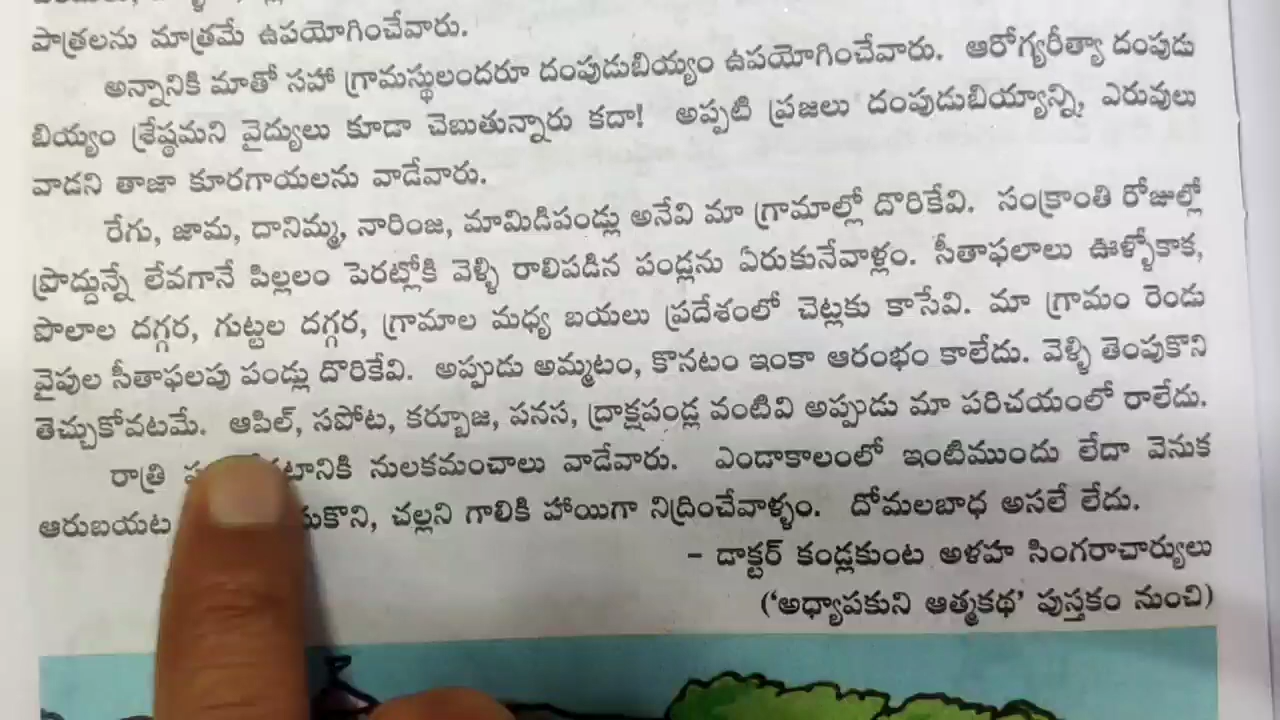 పాత్రలను మాత్రమే ఉపయోగించేవారు.
అన్నానికి మాతో సహా గ్రామస్థులందరూ దంపుడుబియ్యం ఉపయోగించేవారు. ఆరోగ్యరీత్యా దంపుడు
బియ్యం శ్రేష్ఠమని వైద్యులు కూడా చెబుతున్నారు కదా! అప్పటి ప్రజలు దంపుడుబియ్యాన్ని, ఎరువులు
వాడని తాజా కూరగాయలను వాడేవారు.
రేగు, జామ, దానిమ్మ, నారింజ, మామిడిపండ్లు అనేవి మా గ్రామాల్లో దొరికేవి. సంక్రాంతి రోజుల్లో
ప్రొద్దున్నే లేవగానే పిల్లలం పెరట్లోకి వెళ్ళి రాలిపడిన పండ్లను ఏరుకునేవాళ్లం. సీతాఫలాలు ఊళ్ళోకాక,
పొలాల దగ్గర, గుట్టల దగ్గర, గ్రామాల మధ్య బయలు ప్రదేశంలో చెట్లకు కాసేవి. మా గ్రామం రెండు
వైపుల సీతాఫలపు పండ్లు దొరికేవి. అప్పుడు అమ్మటం, కొనటం ఇంకా ఆరంభం కాలేదు. వెళ్ళి తెంపుకొని
తెచ్చుకోవటమే. ఆపిల్, సపోట, కర్బూజ, పనస, ద్రాక్షపండ్ల వంటివి అప్పుడు మా పరిచయంలో రాలేదు.
రాత్రి నులకమంచాలు వాడేవారు. ఎండాకాలంలో ఇంటిముందు లేదా వెనుక
ఆరుబయట చల్లని గాలికి హాయిగా నిద్రించేవాళ్ళం. దోమలబాధ అసలే లేదు.
– డాక్టర్ కండ్లకుంట అళహ సింగరాచార్యులు
(‘అధ్యాపకుని ఆత్మకథ’ పుస్తకం నుంచి)